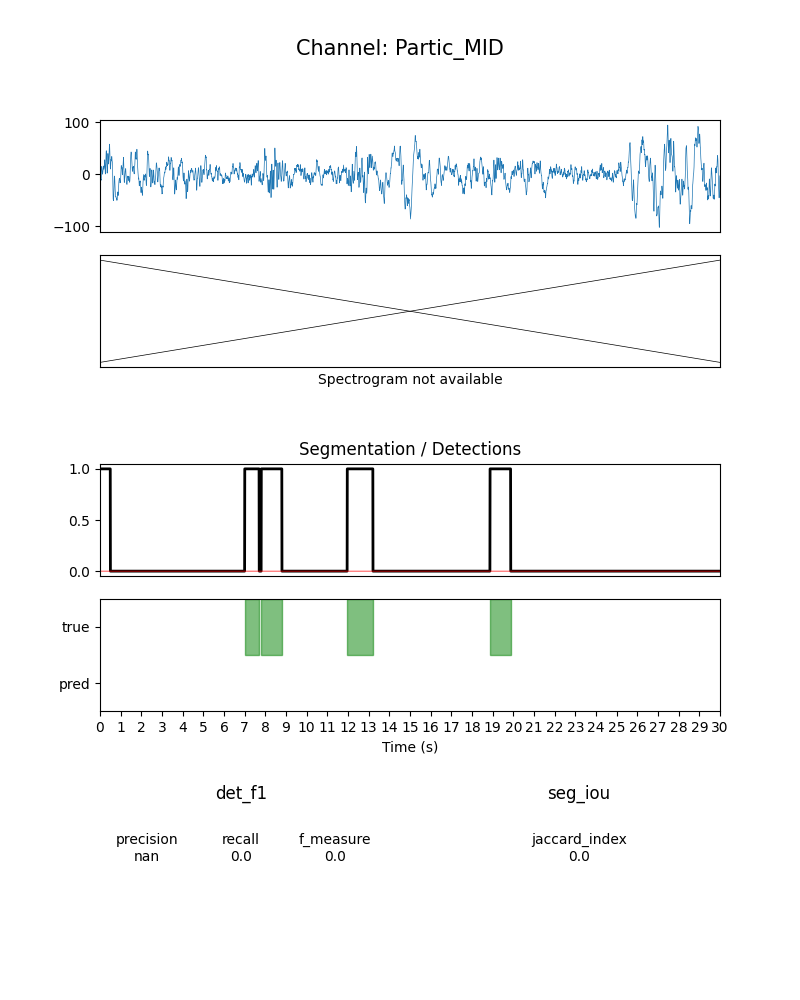 Channel: Partic_MID
100
0
−100
Spectrogram not available
Segmentation / Detections
1.0
0.5
0.0
true
pred
0 1 2 3 4 5 6 7 8 9 10 11 12 13 14 15 16 17 18 19 20 21 22 23 24 25 26 27 28 29 30
Time (s)
det_f1 seg_iou
precision recall f_measure jaccard_index
nan 0.0 0.0 0.0